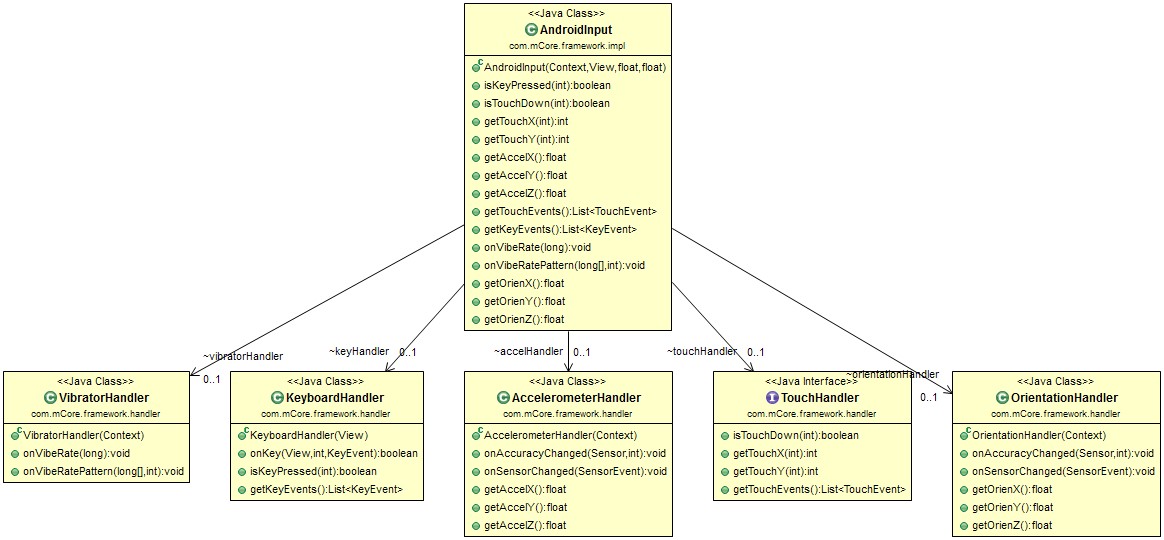 <<Java Class>>
AndroidInput
com.mCore.framework.impl
AndroidInput(Context,View,float,float)
isKeyPressed(int):boolean
isTouchDown(int):boolean
getTouchX(int):int
getTouchY(int):int
getAccelX():float
getAccelY():float
getAccelZ():float
getTouchEvents():List<TouchEvent>
getKeyEvents():List<KeyEvent>
onVibeRate(long):void
onVibeRatePattern(long[],int):void
getOrienX():float
getOrienY():float
getOrienZ():float
~vibratorHandler
0..1
~keyHandler 0..1
~accelHandler 0..1
~touchHandler 0..1
~orientationHandler
0..1
<<Java Class>>
VibratorHandler
com.mCore.framework.handler
VibratorHandler(Context)
onVibeRate(long):void
onVibeRatePattern(long[],int):void
<<Java Class>>
KeyboardHandler
com.mCore.framework.handler
KeyboardHandler(View)
onKey(View,int,KeyEvent):boolean
isKeyPressed(int):boolean
getKeyEvents():List<KeyEvent>
<<Java Class>>
AccelerometerHandler
com.mCore.framework.handler
AccelerometerHandler(Context)
onAccuracyChanged(Sensor,int):void
onSensorChanged(SensorEvent):void
getAccelX():float
getAccelY():float
getAccelZ():float
<<Java Interface>>
TouchHandler
com.mCore.framework.handler
isTouchDown(int):boolean
getTouchX(int):int
getTouchY(int):int
getTouchEvents():List<TouchEvent>
<<Java Class>>
OrientationHandler
com.mCore.framework.handler
OrientationHandler(Context)
onAccuracyChanged(Sensor,int):void
onSensorChanged(SensorEvent):void
getOrienX():float
getOrienY():float
getOrienZ():float